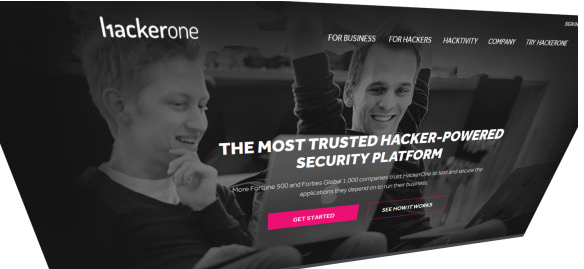 SIGN IN
hackerone
FOR BUSINESS FOR HACKERS HACKTIVITY COMPANY TRY HACKERONE
THE MOST TRUSTED HACKER-POWERED
SECURITY PLATFORM
More Fortune 500 and Forbes Global 1,000 companies trust HackerOne to test and secure the
applications they depend on to run their business.
GET STARTED SEE HOW IT WORKS